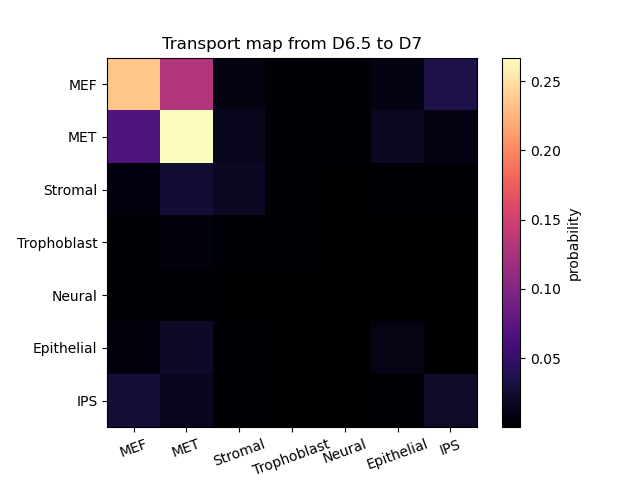 Transport map from D6.5 to D7
MEF
MET
Stromal
Trophoblast
Neural
Epithelial
IPS
MEF MET Stromal Trophoblast Neural Epithelial IPS
0.25
0.20
0.15
0.10
0.05
probability